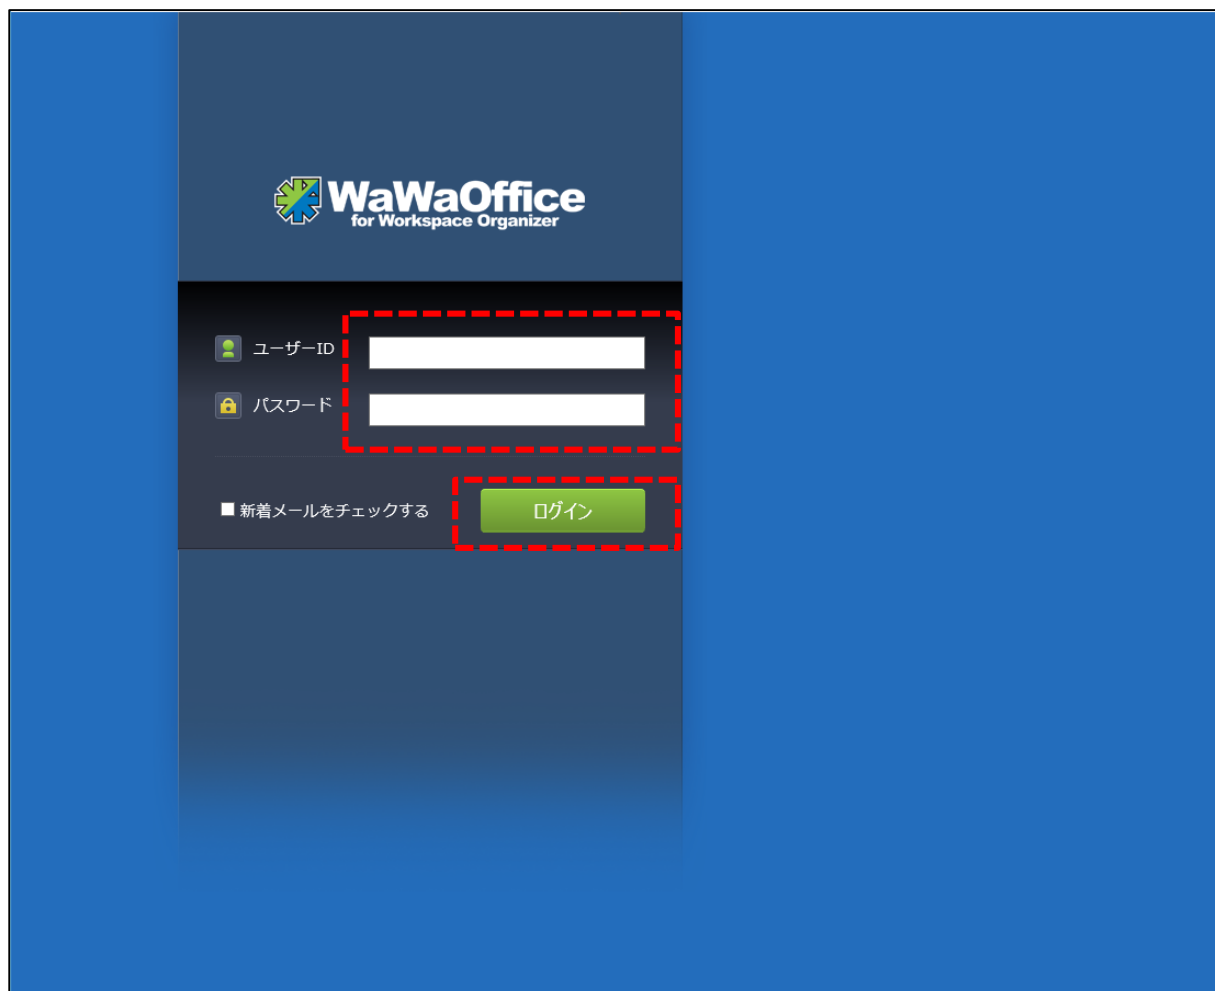 WaWaOffice
for Workspace Organizer
ユーザーID
パスワード
新着メールをチェックする
ログイン